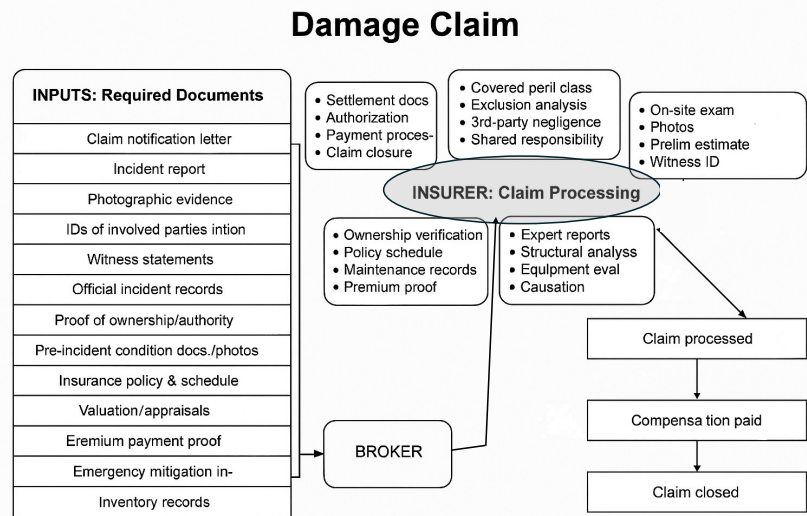 Damage Claim
INPUTS: Required Documents
Claim notification letter
Incident report
Photographic evidence
IDs of involved parties intion
Witness statements
Official incident records
Proof of ownership/authority
Pre-incident condition docs./photos
Insurance policy & schedule
Valuation/appraisals
Eremium payment proof
Emergency mitigation in-
Inventory records
• Settlement docs
• Authorization
• Payment proces-
• Claim closure
• Covered peril class
• Exclusion analysis
• 3rd-party negligence
• Shared responsibility
• On-site exam
• Photos
• Prelim estimate
• Witness ID
INSURER: Claim Processing
• Ownership verification
• Policy schedule
• Maintenance records
• Premium proof
• Expert reports
• Structural analyss
• Equlpment eval
• Causation
BROKER
Claim processed
Compensa tion paid
Claim closed